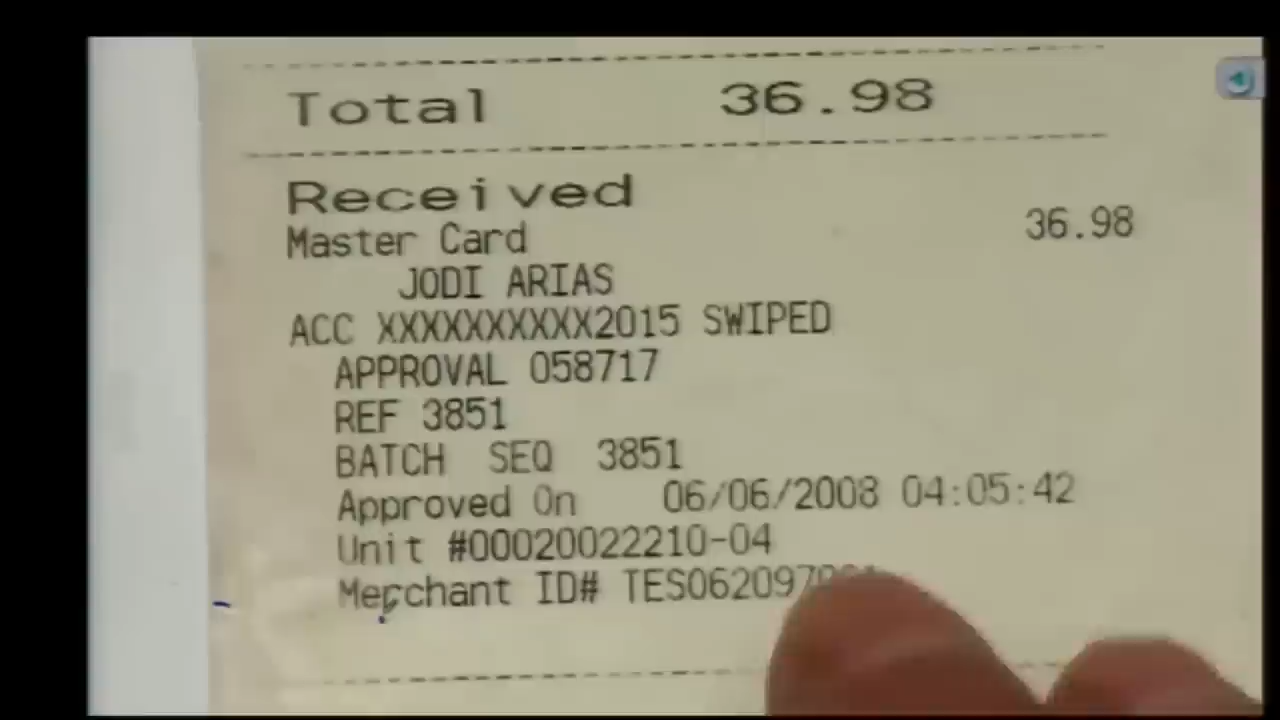 Total 36.98
Received
Master Card 36.98
JODI ARIAS
ACC XXXXXXXXXX2015 SWIPED
APPROVAL 058717
REF 3851
BATCH SEQ 3851
Approved On 06/06/2008 04:05:42
Unit #00020022210-04
Merchant ID#